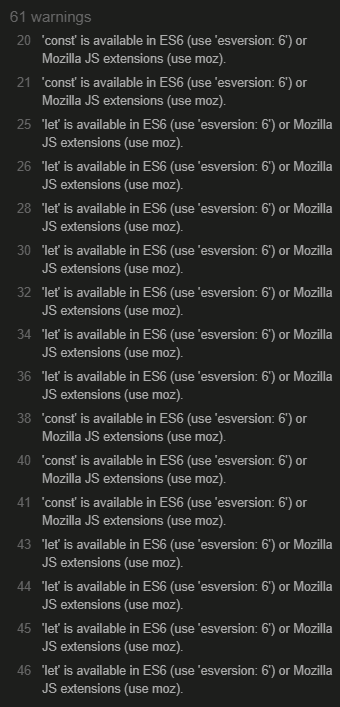 61 warnings
20 'const' is available in ES6 (use 'esversion: 6') or
Mozilla JS extensions (use moz).
21 'const' is available in ES6 (use 'esversion: 6') or
Mozilla JS extensions (use moz).
25 'let' is available in ES6 (use 'esversion: 6') or Mozilla
JS extensions (use moz).
26 'let' is available in ES6 (use 'esversion: 6') or Mozilla
JS extensions (use moz).
28 'let' is available in ES6 (use 'esversion: 6') or Mozilla
JS extensions (use moz).
30 'let' is available in ES6 (use 'esversion: 6') or Mozilla
JS extensions (use moz).
32 'let' is available in ES6 (use 'esversion: 6') or Mozilla
JS extensions (use moz).
34 'let' is available in ES6 (use 'esversion: 6') or Mozilla
JS extensions (use moz).
36 'let' is available in ES6 (use 'esversion: 6') or Mozilla
JS extensions (use moz).
38 'const' is available in ES6 (use 'esversion: 6') or
Mozilla JS extensions (use moz).
40 'const' is available in ES6 (use 'esversion: 6') or
Mozilla JS extensions (use moz).
41 'const' is available in ES6 (use 'esversion: 6') or
Mozilla JS extensions (use moz).
43 'let' is available in ES6 (use 'esversion: 6') or Mozilla
JS extensions (use moz).
44 'let' is available in ES6 (use 'esversion: 6') or Mozilla
JS extensions (use moz).
45 'let' is available in ES6 (use 'esversion: 6') or Mozilla
JS extensions (use moz).
46 'let' is available in ES6 (use 'esversion: 6') or Mozilla
JS extensions (use moz).